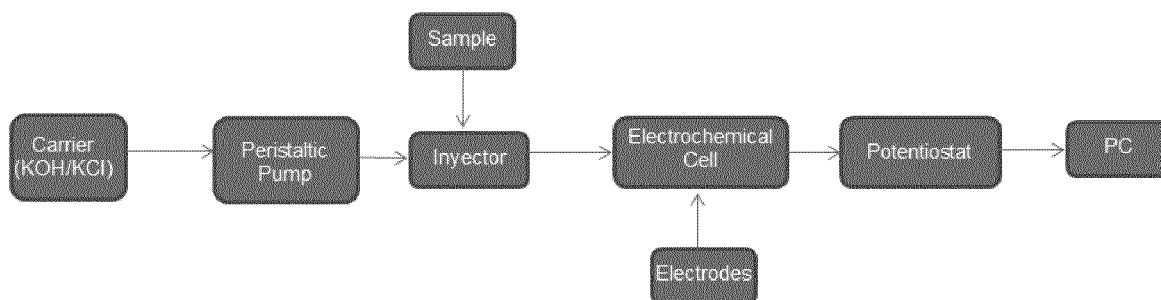 Sample
Carrier
(KOH/KCl)
Peristaltic
Pump
Inyector
Electrochemical
Cell
Potentiostat
PC
Electrodes